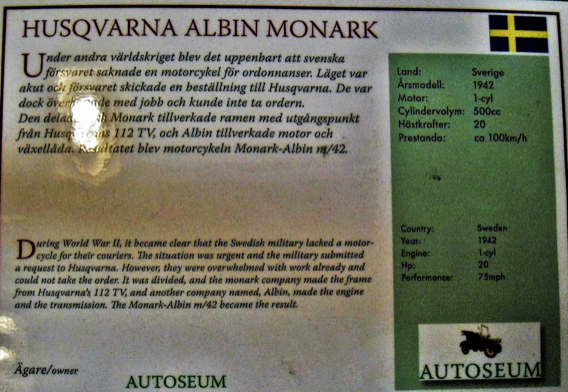 HUSQVARNA ALBIN MONARK
Under andra världskriget blev det uppenbart att svenska
försvaret saknade en motorcykel för ordonnanser. Läget var
akut och försvaret skickade en beställning till Husqvarna. De var
dock med jobb och kunde inte ta ordern.
Den och Monark tillverkade ramen med utgångspunkt
från 112 TV, och Albin tillverkade motor och
växellåda. Resultatet blev motorcykeln Monark-Albin m/42.
During World War II, it became clear that the Swedish military lacked a motor-
cycle for their couriers. The situation was urgent and the military submitted
a request to Husqvarna. However, they were overwhelmed with work already and
could not take the order. It was divided, and the monark company made the frame
from Husqvarna's 112 TV, and another company named, Albin, made the engine
and the transmission. The Monark-Albin m/42 became the result.
Ägare/owner
AUTOSEUM
Land: Sverige
Årsmodell: 1942
Motor: 1-cyl
Cylindervolym: 500cc
Hästkrafter: 20
Prestanda: ca 100km/h
Country: Sweden
Year: 1942
Engine: 1-cyl
Hp: 20
Performance: 75mph
AUTOSEUM